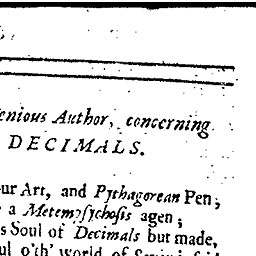 enious Author, concerning
DECIMALS.
ur Art, and Pythagorean Pen;
a Metempsychosis agen;
s Soul of Decimals but made,
ul o'th' world of